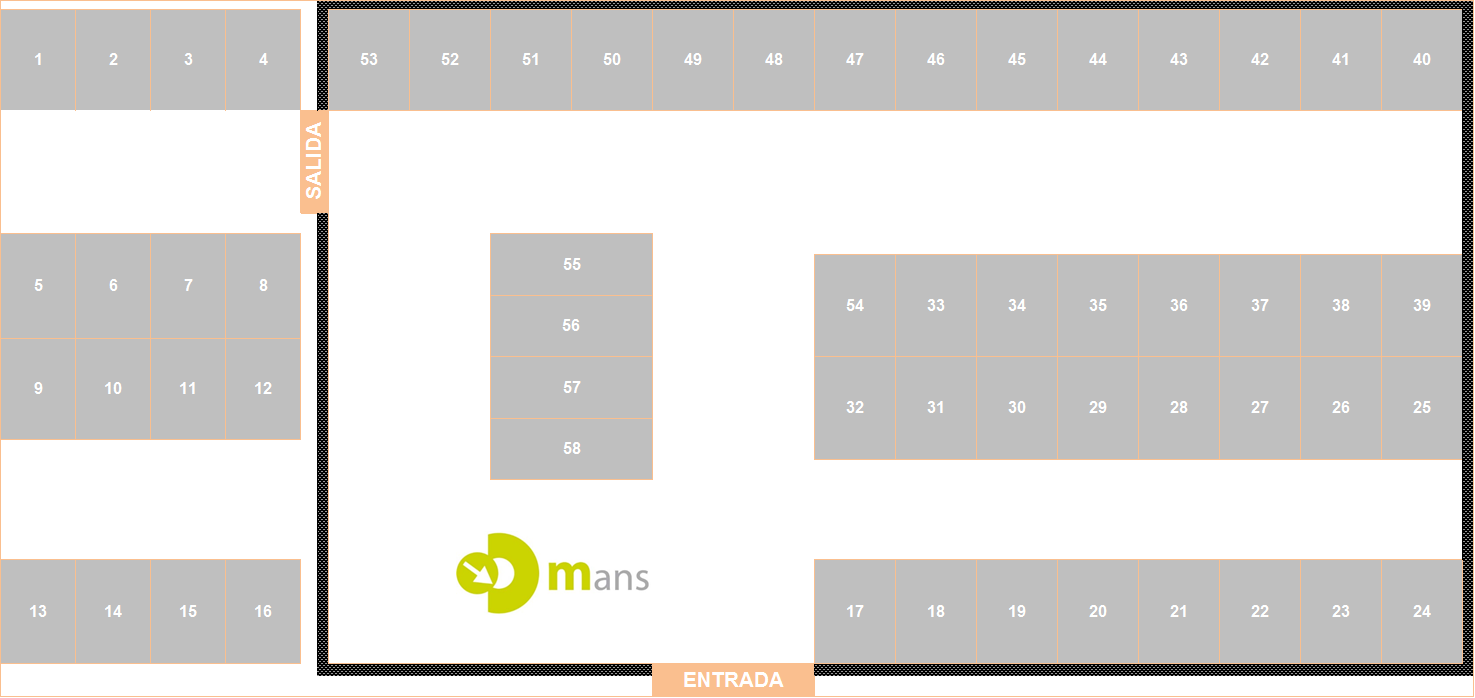 1 2 3 4 53 52 51 50 49 48 47 46 45 44 43 42 41 40
SALIDA
55
5 6 7 8 56 54 33 34 35 36 37 38 39
9 10 11 12 57 32 31 30 29 28 27 26 25
58
mans
13 14 15 16 17 18 19 20 21 22 23 24
ENTRADA